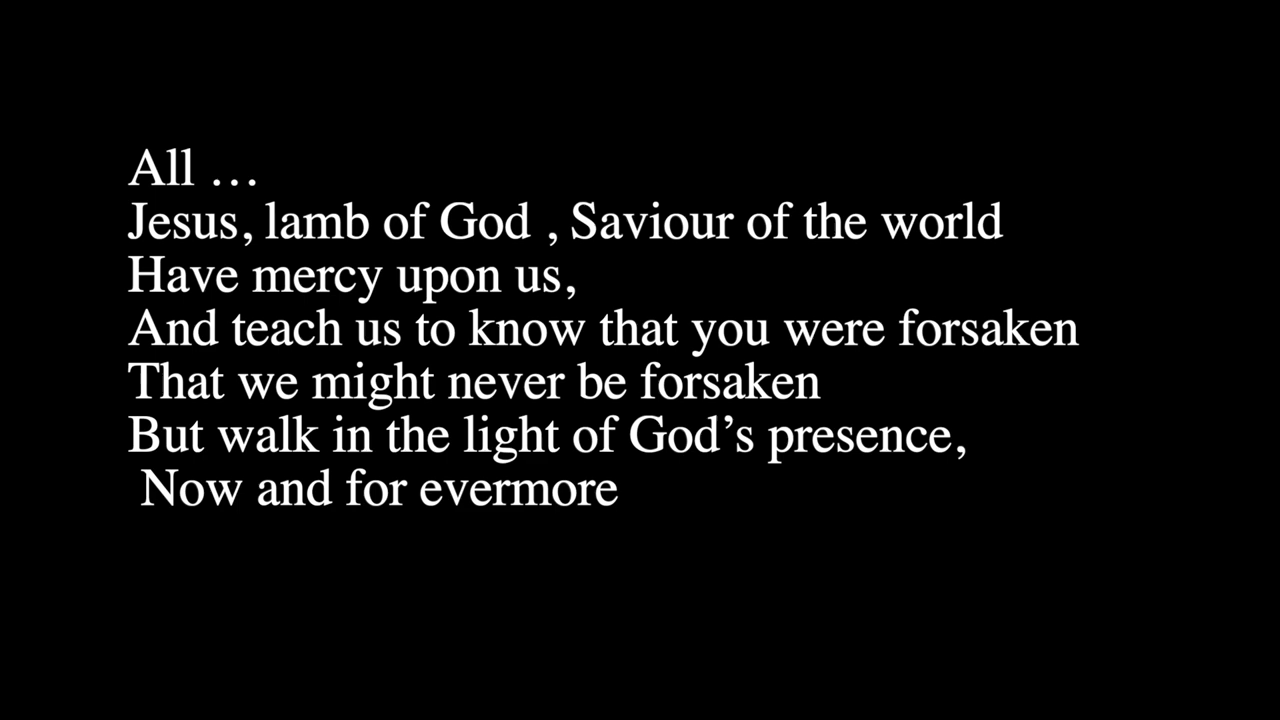 All …
Jesus, lamb of God , Saviour of the world
Have mercy upon us,
And teach us to know that you were forsaken
That we might never be forsaken
But walk in the light of God’s presence,
Now and for evermore